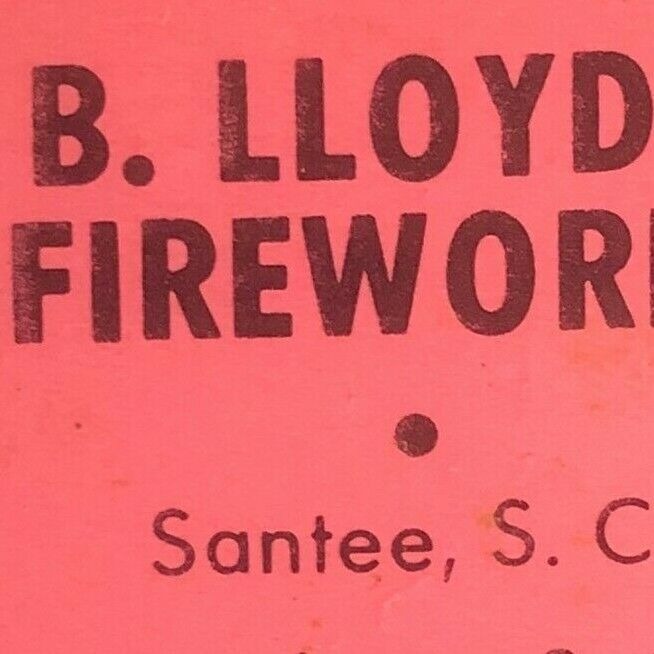 B. LLOYD
FIREWOR
•
Santee, S. C